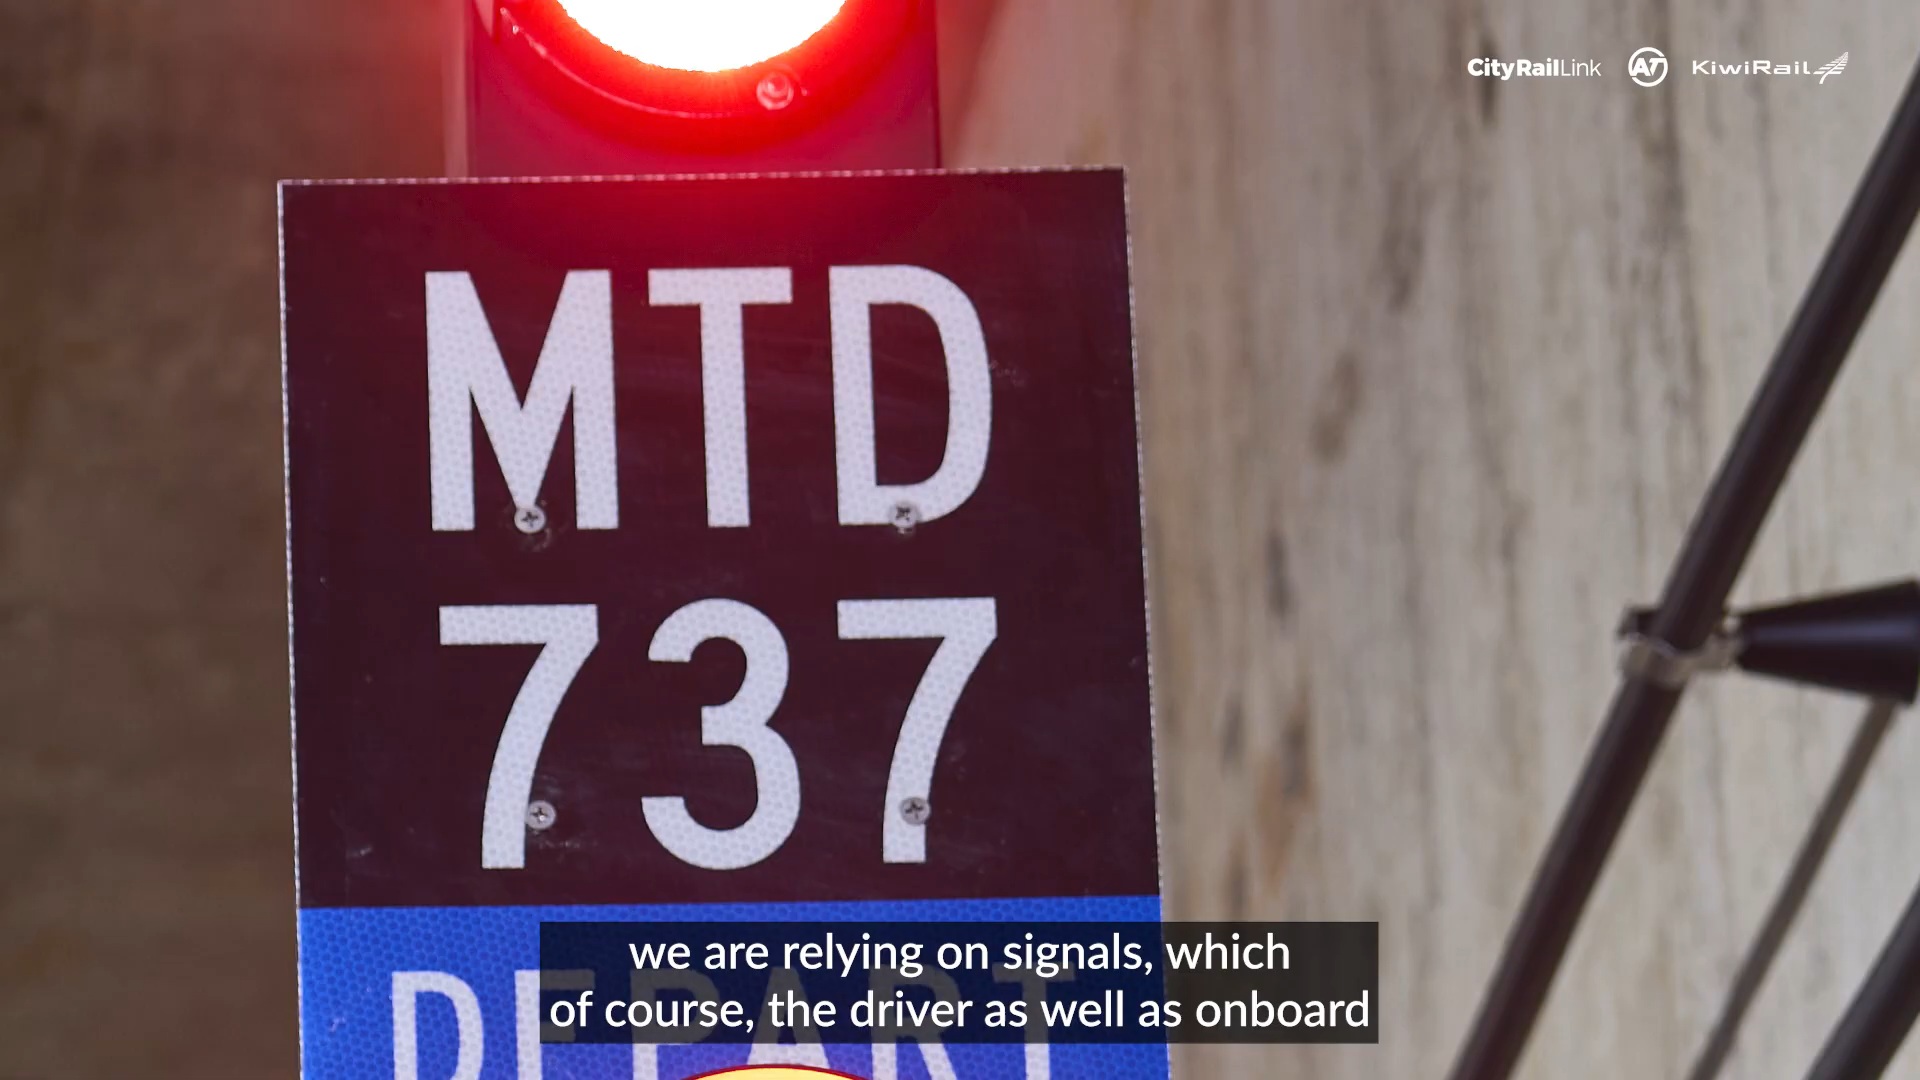 CityRailLink AT KiwiRail
MTD
737
DEPART
we are relying on signals, which
of course, the driver as well as onboard